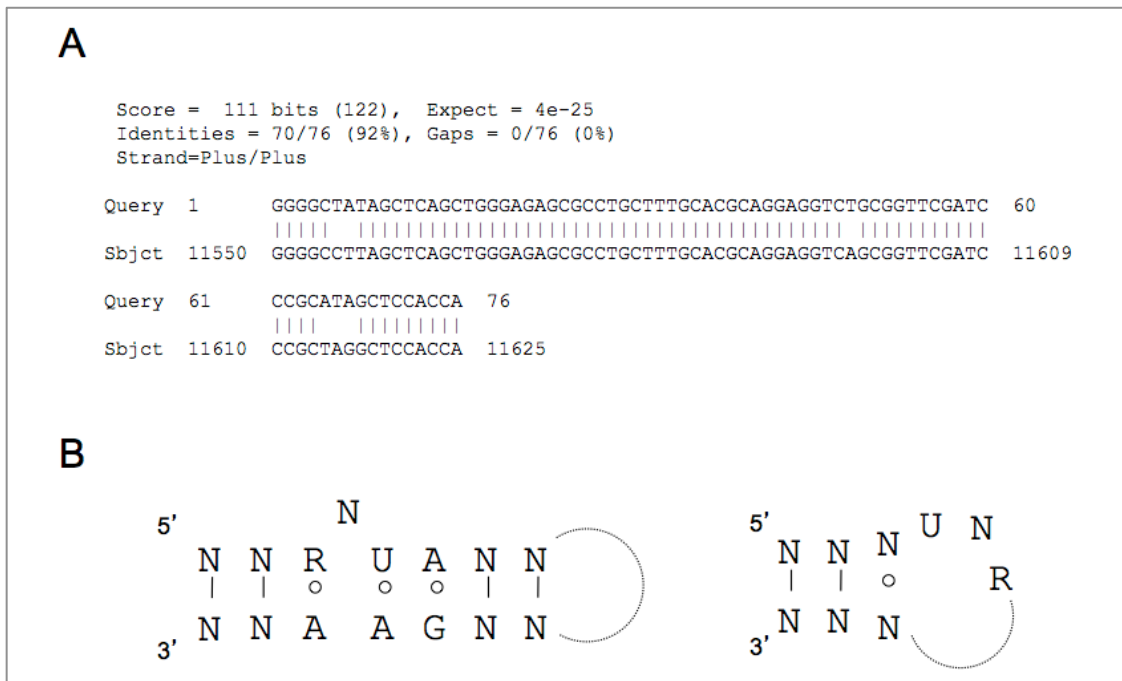 A
Score = 111 bits (122), Expect = 4e-25
Identities = 70/76 (92%), Gaps = 0/76 (0%)
Strand=Plus/Plus
Query 1 GGGGCTATAGCTCAGCTGGGAGAGCGCCTGCTTTGCACGCAGGAGGTCTGCGGTTCGATC 60
||||| ||||||||||||||||||||||||||||||||||||||||| |||||||||||
Sbjct 11550 GGGGCCTTAGCTCAGCTGGGAGAGCGCCTGCTTTGCACGCAGGAGGTCAGCGGTTCGATC 11609
Query 61 CCGCATAGCTCCACCA 76
|||| |||||||||
Sbjct 11610 CCGCTAGGCTCCACCA 11625
B
N
5' N N R U A N N
3' N N A A G N N
5' N N N U N
R
3' N N N